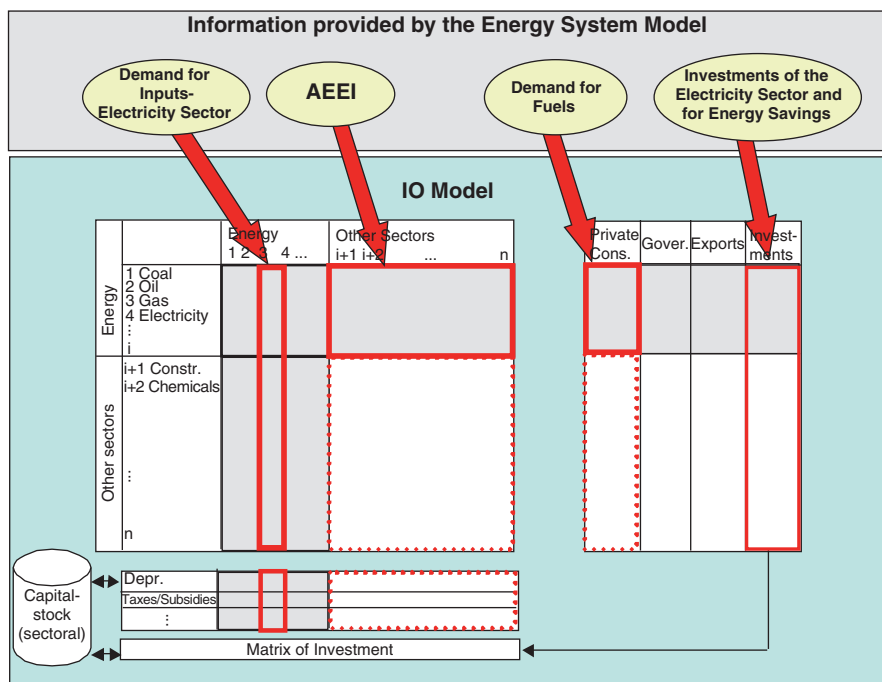 Information provided by the Energy System Model
Demand for
Inputs-
Electricity Sector
AEEI
Demand for
Fuels
Investments of the
Electricity Sector and
for Energy Savings
IO Model
Energy
1 2 3 4 ...
Other Sectors
i+1 i+2 ... n
Private
Cons.
Gover.
Exports
Invest-
ments
Energy
1 Coal
2 Oil
3 Gas
4 Electricity
⋮
i
Other sectors
i+1 Constr.
i+2 Chemicals
⋮
n
Capital-
stock
(sectoral)
Depr.
Taxes/Subsidies
⋮
Matrix of Investment